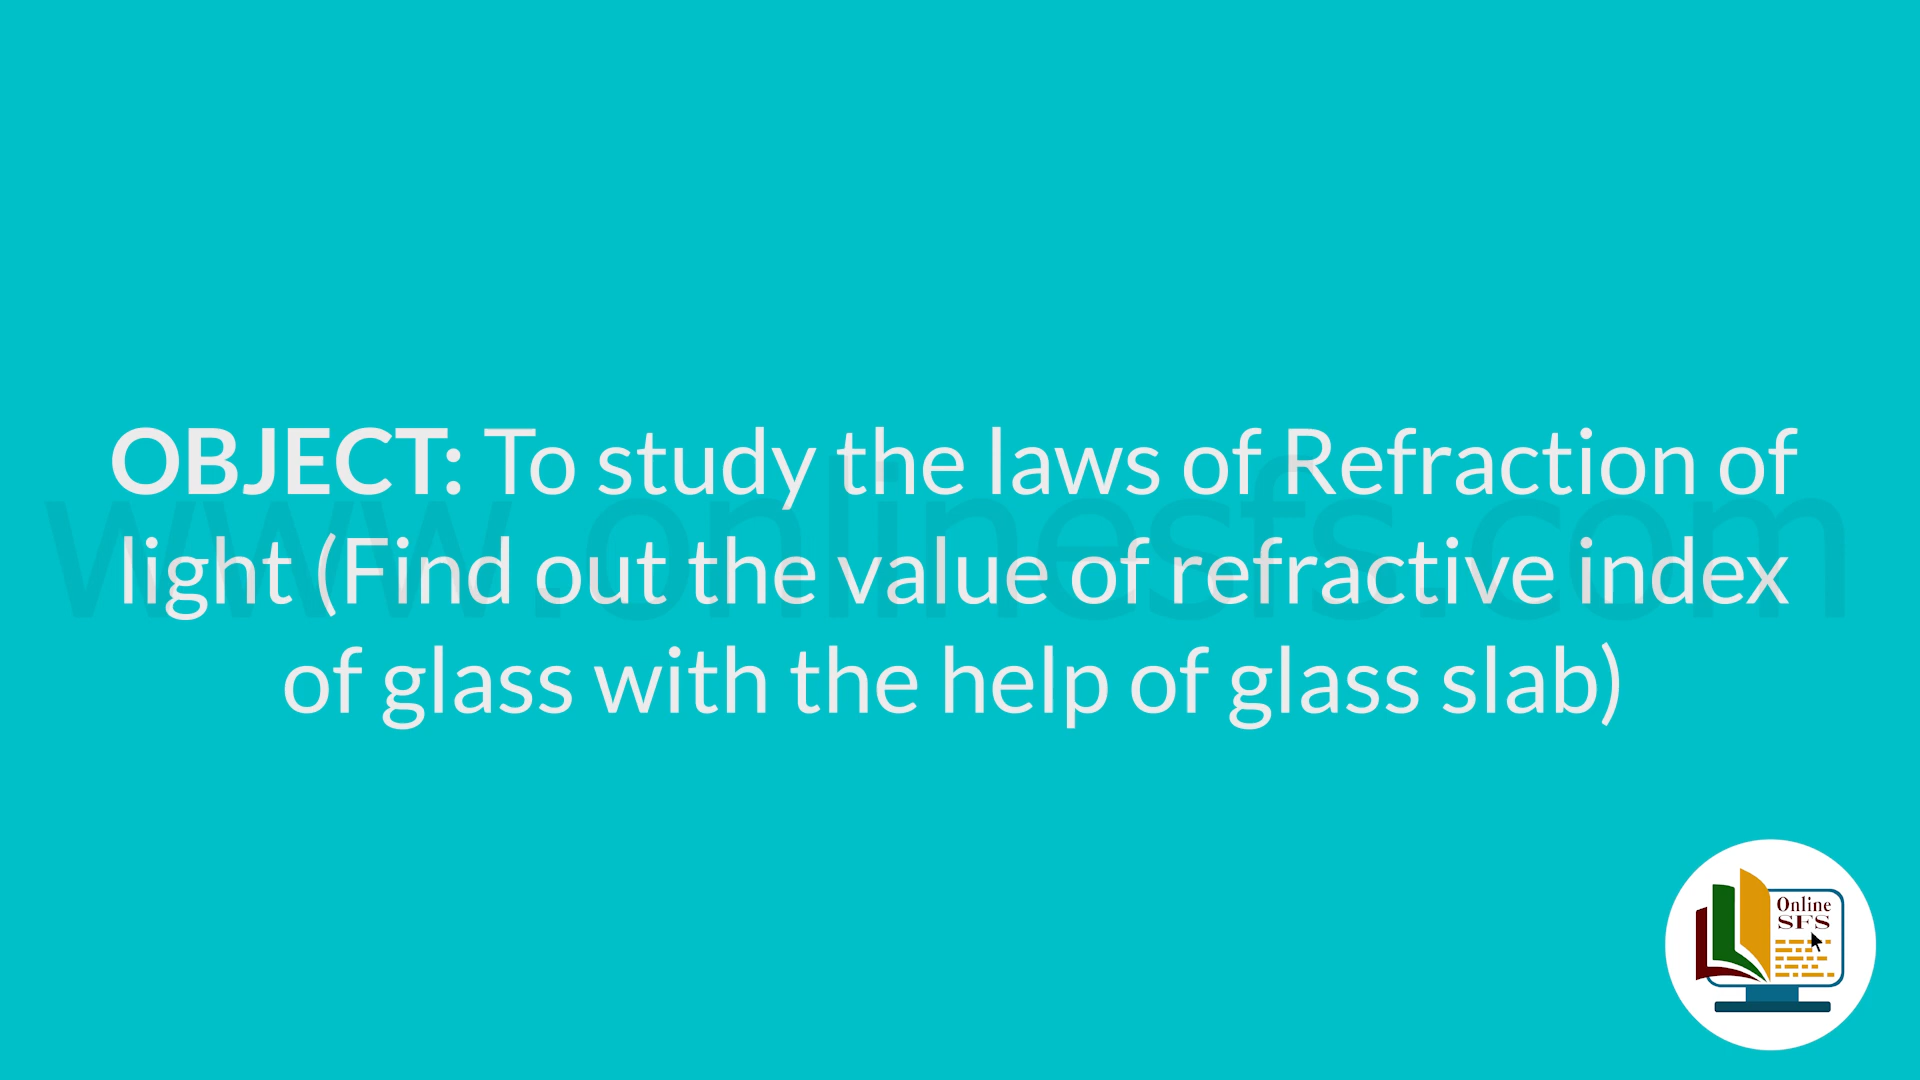 OBJECT: To study the laws of Refraction of
light (Find out the value of refractive index
of glass with the help of glass slab)
www.onlinesfs.com
Online
SFS